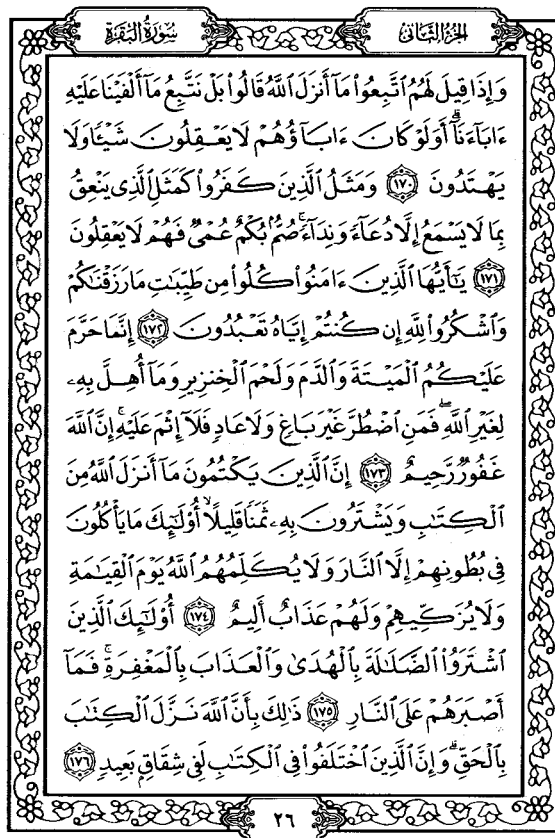 الجزء الثاني
سورة البقرة
وَإِذَا قِيلَ لَهُمُ ٱتَّبِعُوا۟ مَآ أَنزَلَ ٱللَّهُ قَالُوا۟ بَلْ نَتَّبِعُ مَآ أَلْفَيْنَا عَلَيْهِ
ءَابَآءَنَآ ۗ أَوَلَوْ كَانَ ءَابَآؤُهُمْ لَا يَعْقِلُونَ شَيْـًٔا وَلَا
يَهْتَدُونَ ١٧٠ وَمَثَلُ ٱلَّذِينَ كَفَرُوا۟ كَمَثَلِ ٱلَّذِى يَنْعِقُ
بِمَا لَا يَسْمَعُ إِلَّا دُعَآءً وَنِدَآءً ۚ صُمٌّۢ بُكْمٌ عُمْىٌ فَهُمْ لَا يَعْقِلُونَ
١٧١ يَـٰٓأَيُّهَا ٱلَّذِينَ ءَامَنُوا۟ كُلُوا۟ مِن طَيِّبَـٰتِ مَا رَزَقْنَـٰكُمْ
وَٱشْكُرُوا۟ لِلَّهِ إِن كُنتُمْ إِيَّاهُ تَعْبُدُونَ ١٧٢ إِنَّمَا حَرَّمَ
عَلَيْكُمُ ٱلْمَيْتَةَ وَٱلدَّمَ وَلَحْمَ ٱلْخِنزِيرِ وَمَآ أُهِلَّ بِهِۦ
لِغَيْرِ ٱللَّهِ ۖ فَمَنِ ٱضْطُرَّ غَيْرَ بَاغٍ وَلَا عَادٍ فَلَآ إِثْمَ عَلَيْهِ ۚ إِنَّ ٱللَّهَ
غَفُورٌ رَّحِيمٌ ١٧٣ إِنَّ ٱلَّذِينَ يَكْتُمُونَ مَآ أَنزَلَ ٱللَّهُ مِنَ
ٱلْكِتَـٰبِ وَيَشْتَرُونَ بِهِۦ ثَمَنًا قَلِيلًا ۙ أُو۟لَـٰٓئِكَ مَا يَأْكُلُونَ
فِى بُطُونِهِمْ إِلَّا ٱلنَّارَ وَلَا يُكَلِّمُهُمُ ٱللَّهُ يَوْمَ ٱلْقِيَـٰمَةِ
وَلَا يُزَكِّيهِمْ وَلَهُمْ عَذَابٌ أَلِيمٌ ١٧٤ أُو۟لَـٰٓئِكَ ٱلَّذِينَ
ٱشْتَرَوُا۟ ٱلضَّلَـٰلَةَ بِٱلْهُدَىٰ وَٱلْعَذَابَ بِٱلْمَغْفِرَةِ ۚ فَمَآ
أَصْبَرَهُمْ عَلَى ٱلنَّارِ ١٧٥ ذَٰلِكَ بِأَنَّ ٱللَّهَ نَزَّلَ ٱلْكِتَـٰبَ
بِٱلْحَقِّ ۗ وَإِنَّ ٱلَّذِينَ ٱخْتَلَفُوا۟ فِى ٱلْكِتَـٰبِ لَفِى شِقَاقٍۭ بَعِيدٍ ١٧٦
٢٦